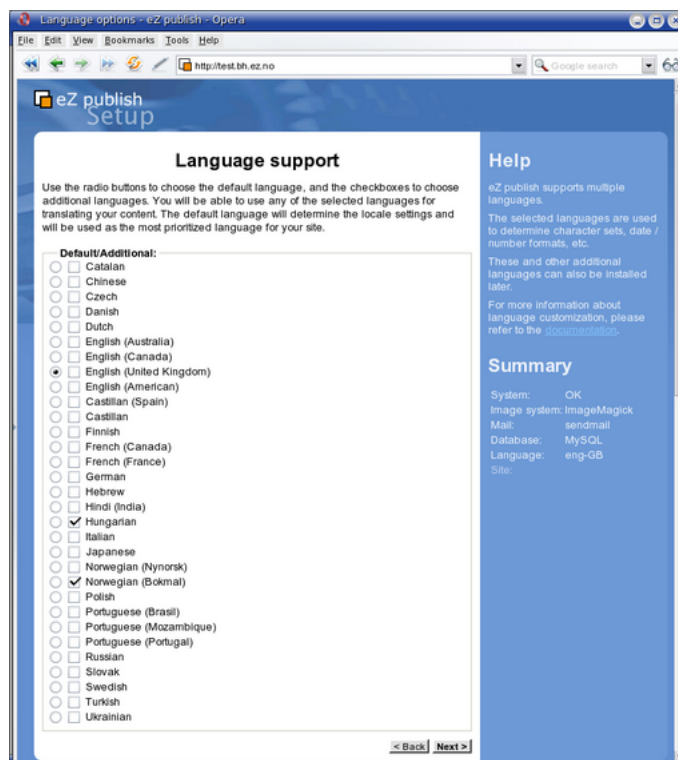 Language options - eZ publish - Opera
File Edit View Bookmarks Tools Help
http://test.bh.ez.no
Google search
eZ publish
Setup
Language support
Use the radio buttons to choose the default language, and the checkboxes to choose
additional languages. You will be able to use any of the selected languages for
translating your content. The default language will determine the locale settings and
will be used as the most prioritized language for your site.
Default/Additional:
Catalan
Chinese
Czech
Danish
Dutch
English (Australia)
English (Canada)
English (United Kingdom)
English (American)
Castillan (Spain)
Castillan
Finnish
French (Canada)
French (France)
German
Hebrew
Hindi (India)
Hungarian
Italian
Japanese
Norwegian (Nynorsk)
Norwegian (Bokmal)
Polish
Portuguese (Brasil)
Portuguese (Mozambique)
Portuguese (Portugal)
Russian
Slovak
Swedish
Turkish
Ukrainian
< Back Next >
Help
eZ publish supports multiple
languages.
The selected languages are used
to determine character sets, date /
number formats, etc.
These and other additional
languages can also be installed
later.
For more information about
language customization, please
refer to the documentation.
Summary
System: OK
Image system: ImageMagick
Mail: sendmail
Database: MySQL
Language: eng-GB
Site: